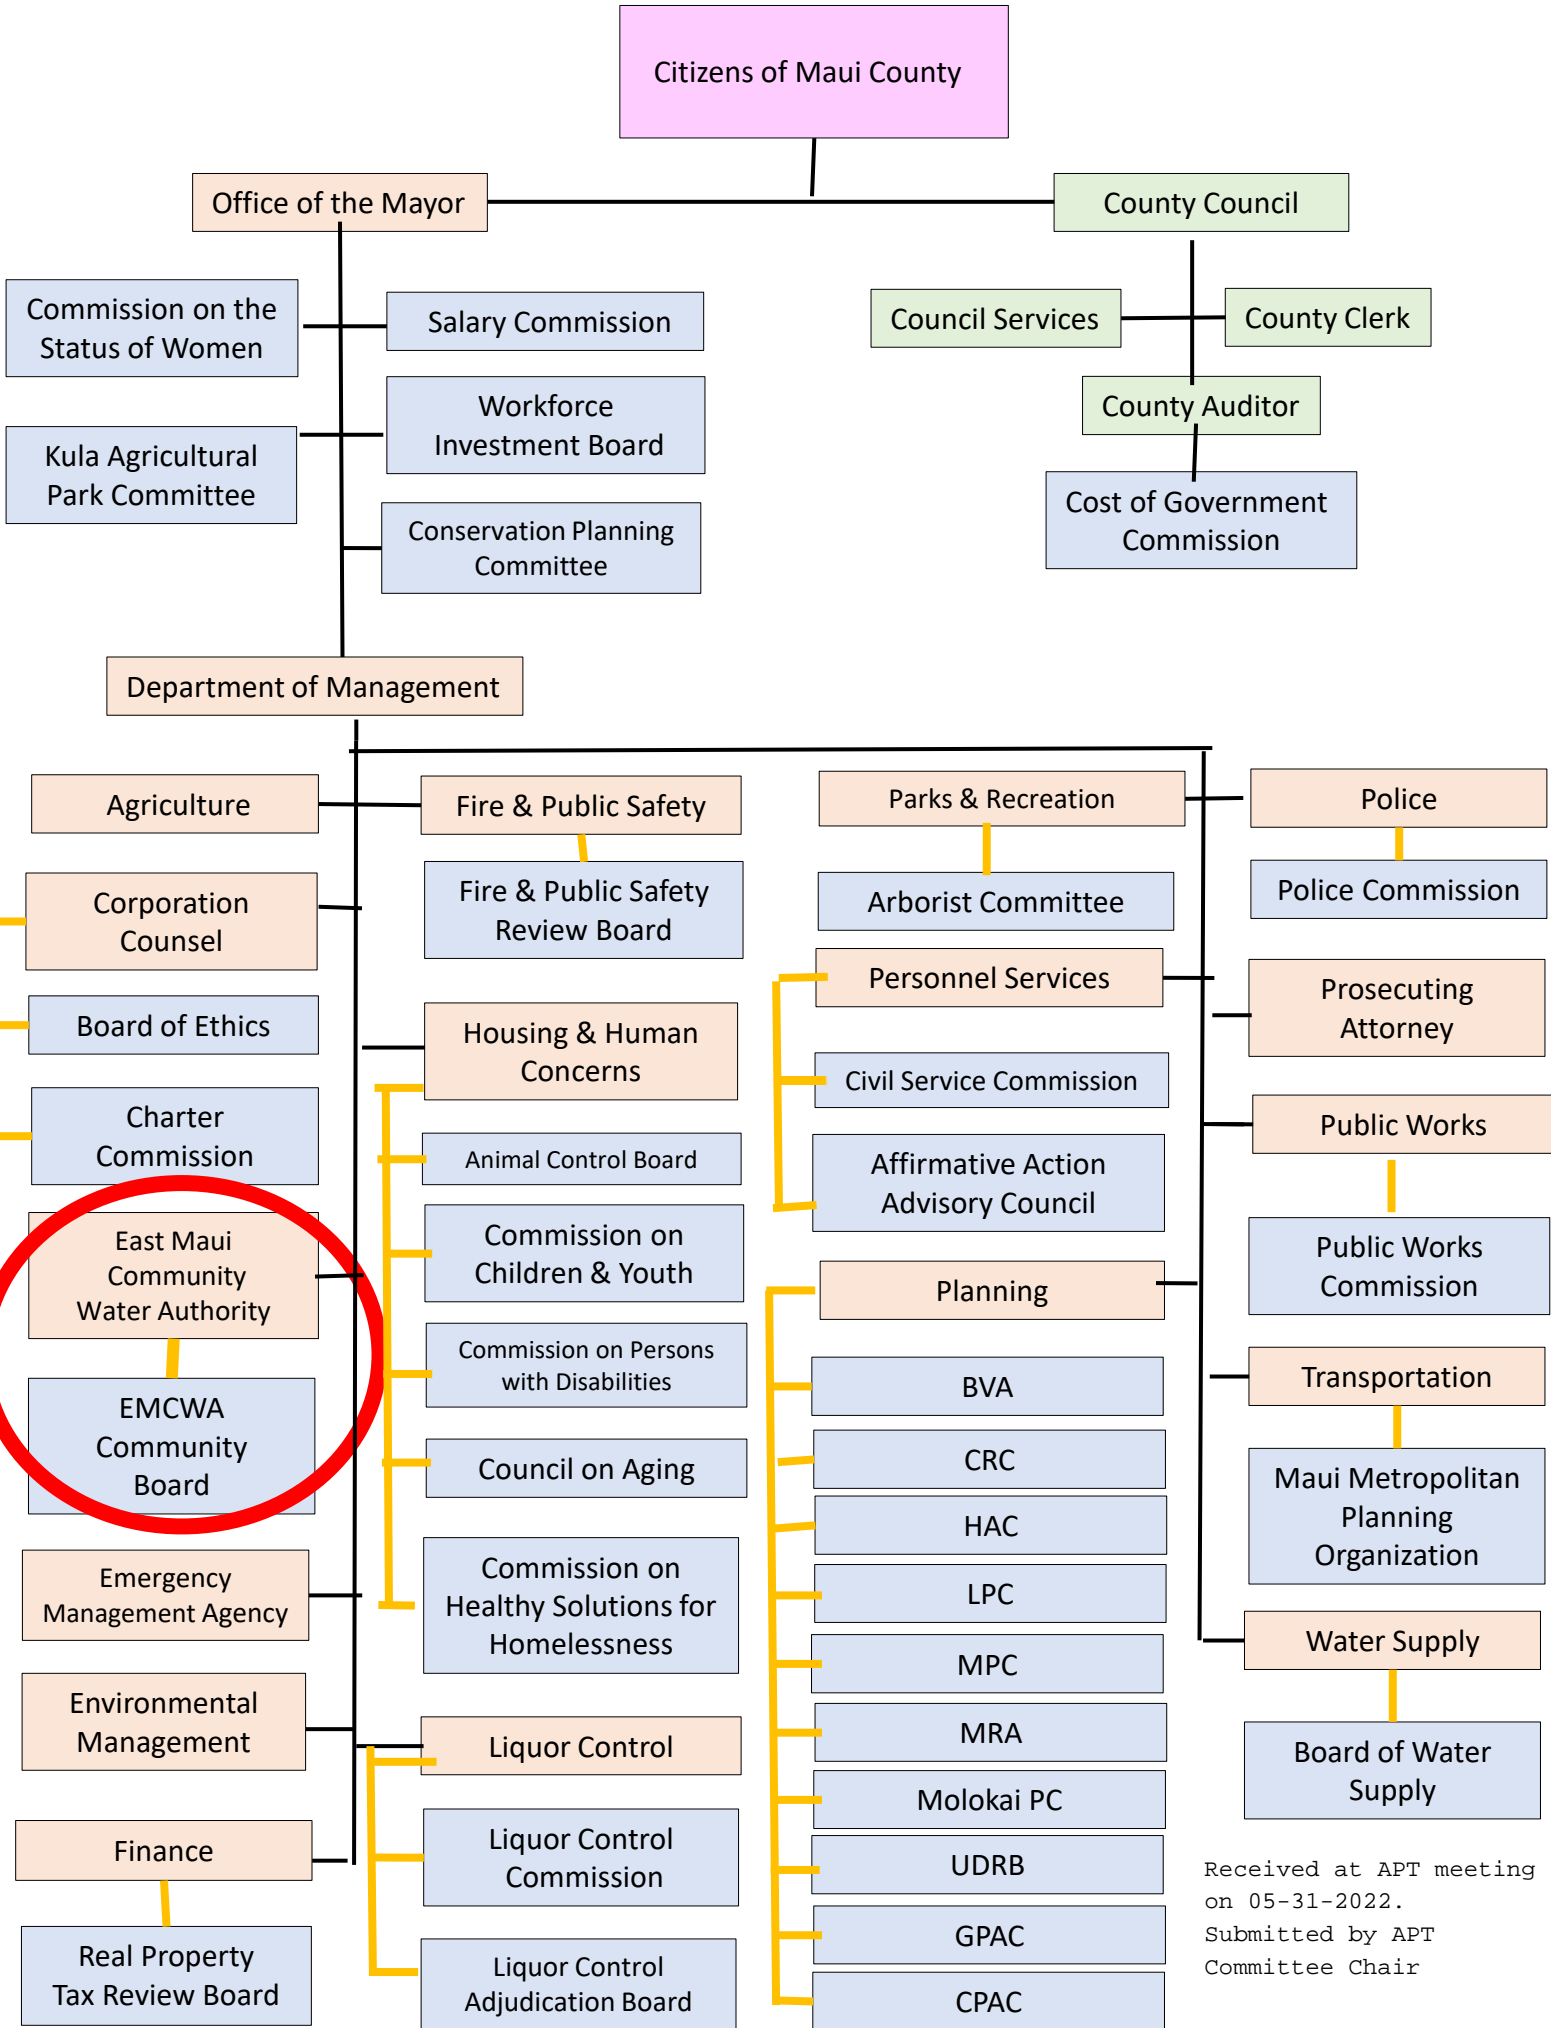 Citizens of Maui County
Office of the Mayor
County Council
Commission on the
Status of Women
Salary Commission
Council Services
County Clerk
Workforce
Investment Board
County Auditor
Kula Agricultural
Park Committee
Cost of Government
Commission
Conservation Planning
Committee
Department of Management
Agriculture
Corporation
Counsel
Board of Ethics
Charter
Commission
East Maui
Community
Water Authority
EMCWA
Community
Board
Emergency
Management Agency
Environmental
Management
Finance
Real Property
Tax Review Board
Fire & Public Safety
Fire & Public Safety
Review Board
Housing & Human
Concerns
Animal Control Board
Commission on
Children & Youth
Commission on Persons
with Disabilities
Council on Aging
Commission on
Healthy Solutions for
Homelessness
Liquor Control
Liquor Control
Commission
Liquor Control
Adjudication Board
Parks & Recreation
Arborist Committee
Personnel Services
Civil Service Commission
Affirmative Action
Advisory Council
Planning
BVA
CRC
HAC
LPC
MPC
MRA
Molokai PC
UDRB
GPAC
CPAC
Police
Police Commission
Prosecuting
Attorney
Public Works
Public Works
Commission
Transportation
Maui Metropolitan
Planning
Organization
Water Supply
Board of Water
Supply
Received at APT meeting
on 05-31-2022.
Submitted by APT
Committee Chair